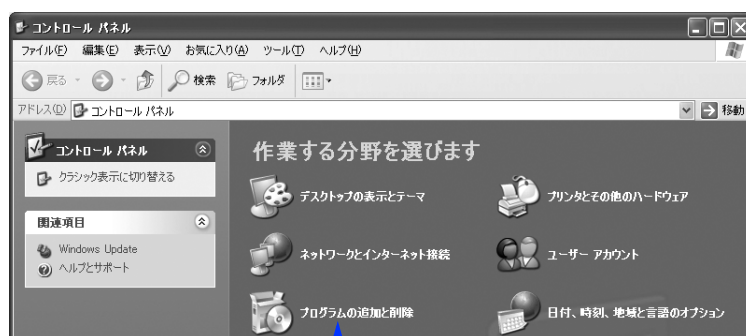 コントロール パネル
ファイル(F) 編集(E) 表示(V) お気に入り(A) ツール(T) ヘルプ(H)
戻る 検索 フォルダ
アドレス(D) コントロール パネル 移動
コントロール パネル
クラシック表示に切り替える
関連項目
Windows Update
ヘルプとサポート
作業する分野を選びます
デスクトップの表示とテーマ
プリンタとその他のハードウェア
ネットワークとインターネット接続
ユーザー アカウント
プログラムの追加と削除
日付、時刻、地域と言語のオプション